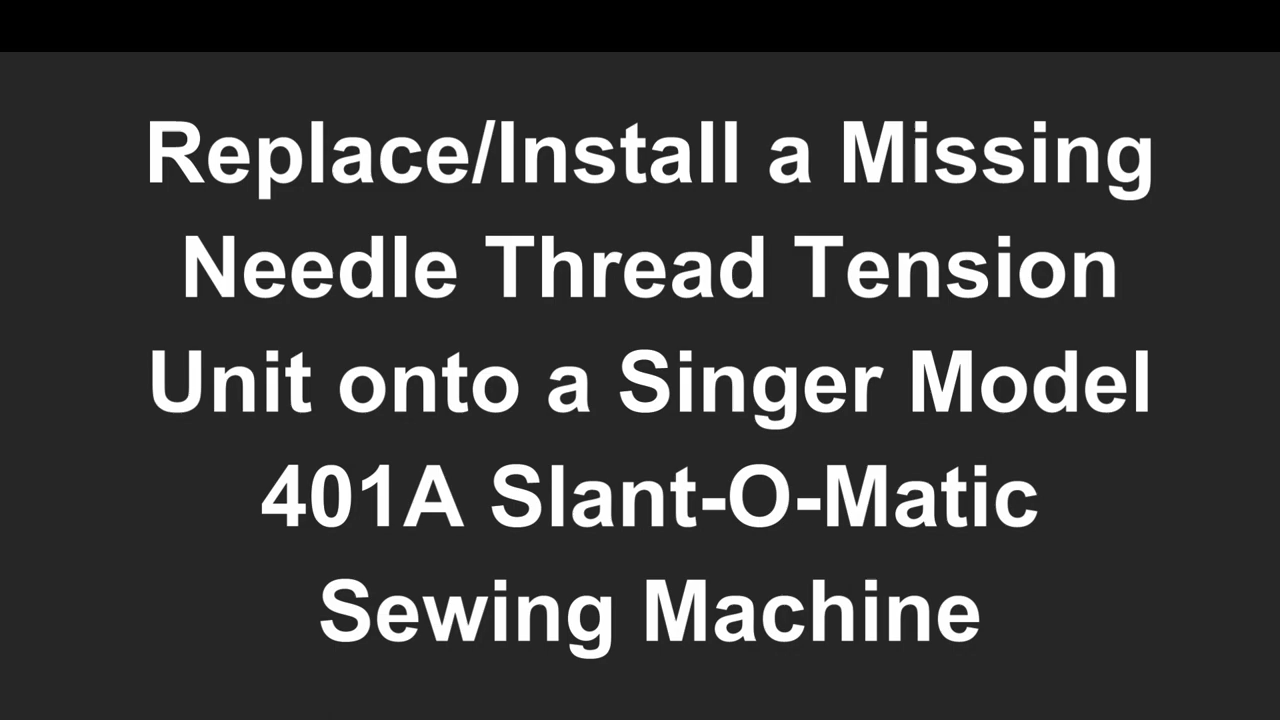 Replace/Install a Missing
Needle Thread Tension
Unit onto a Singer Model
401A Slant-O-Matic
Sewing Machine